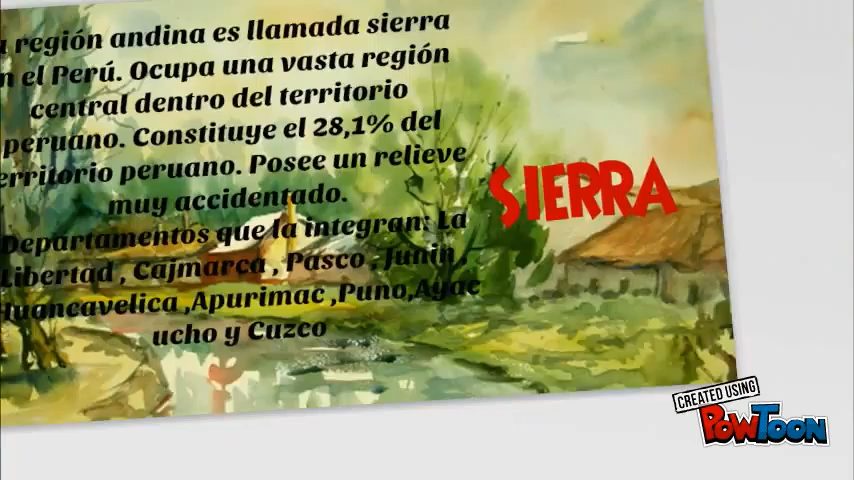 región andina es llamada sierra
n el Perú. Ocupa una vasta región
central dentro del territorio
peruano. Constituye el 28,1% del
erritorio peruano. Posee un relieve
muy accidentado.
Departamentos que la integran: La
Libertad , Cajmarca , Pasco - Junin ,
Huancavelica ,Apurimac ,Puno,Ayac
ucho y Cuzco
SIERRA
CREATED USING
POWTOON